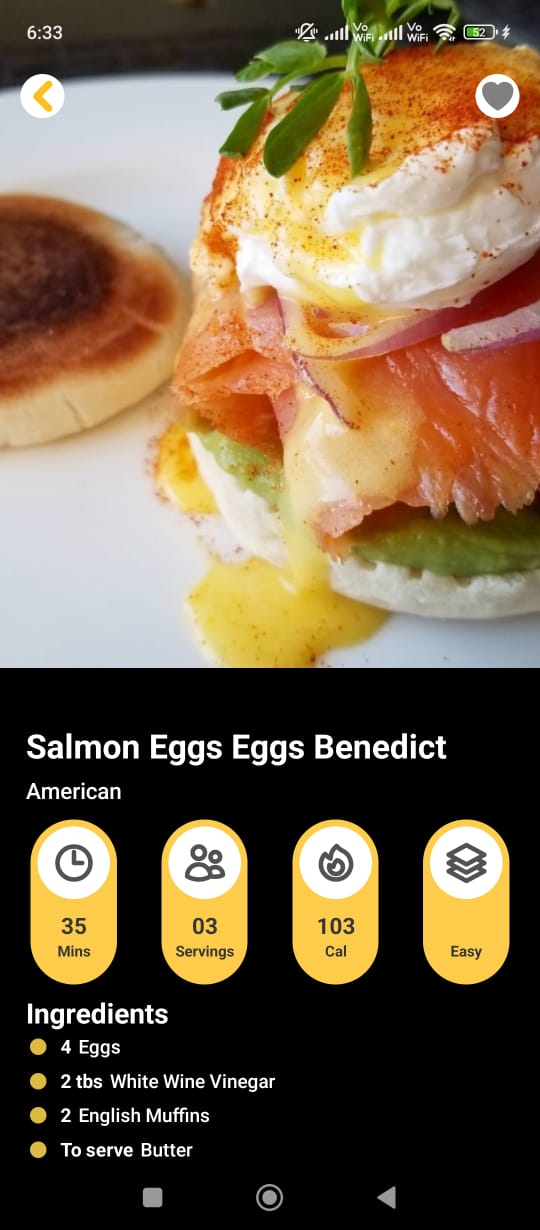 6:33
Vo WiFi Vo WiFi 52
Salmon Eggs Eggs Benedict
American
35 03 103
Mins Servings Cal Easy
Ingredients
4 Eggs
2 tbs White Wine Vinegar
2 English Muffins
To serve Butter